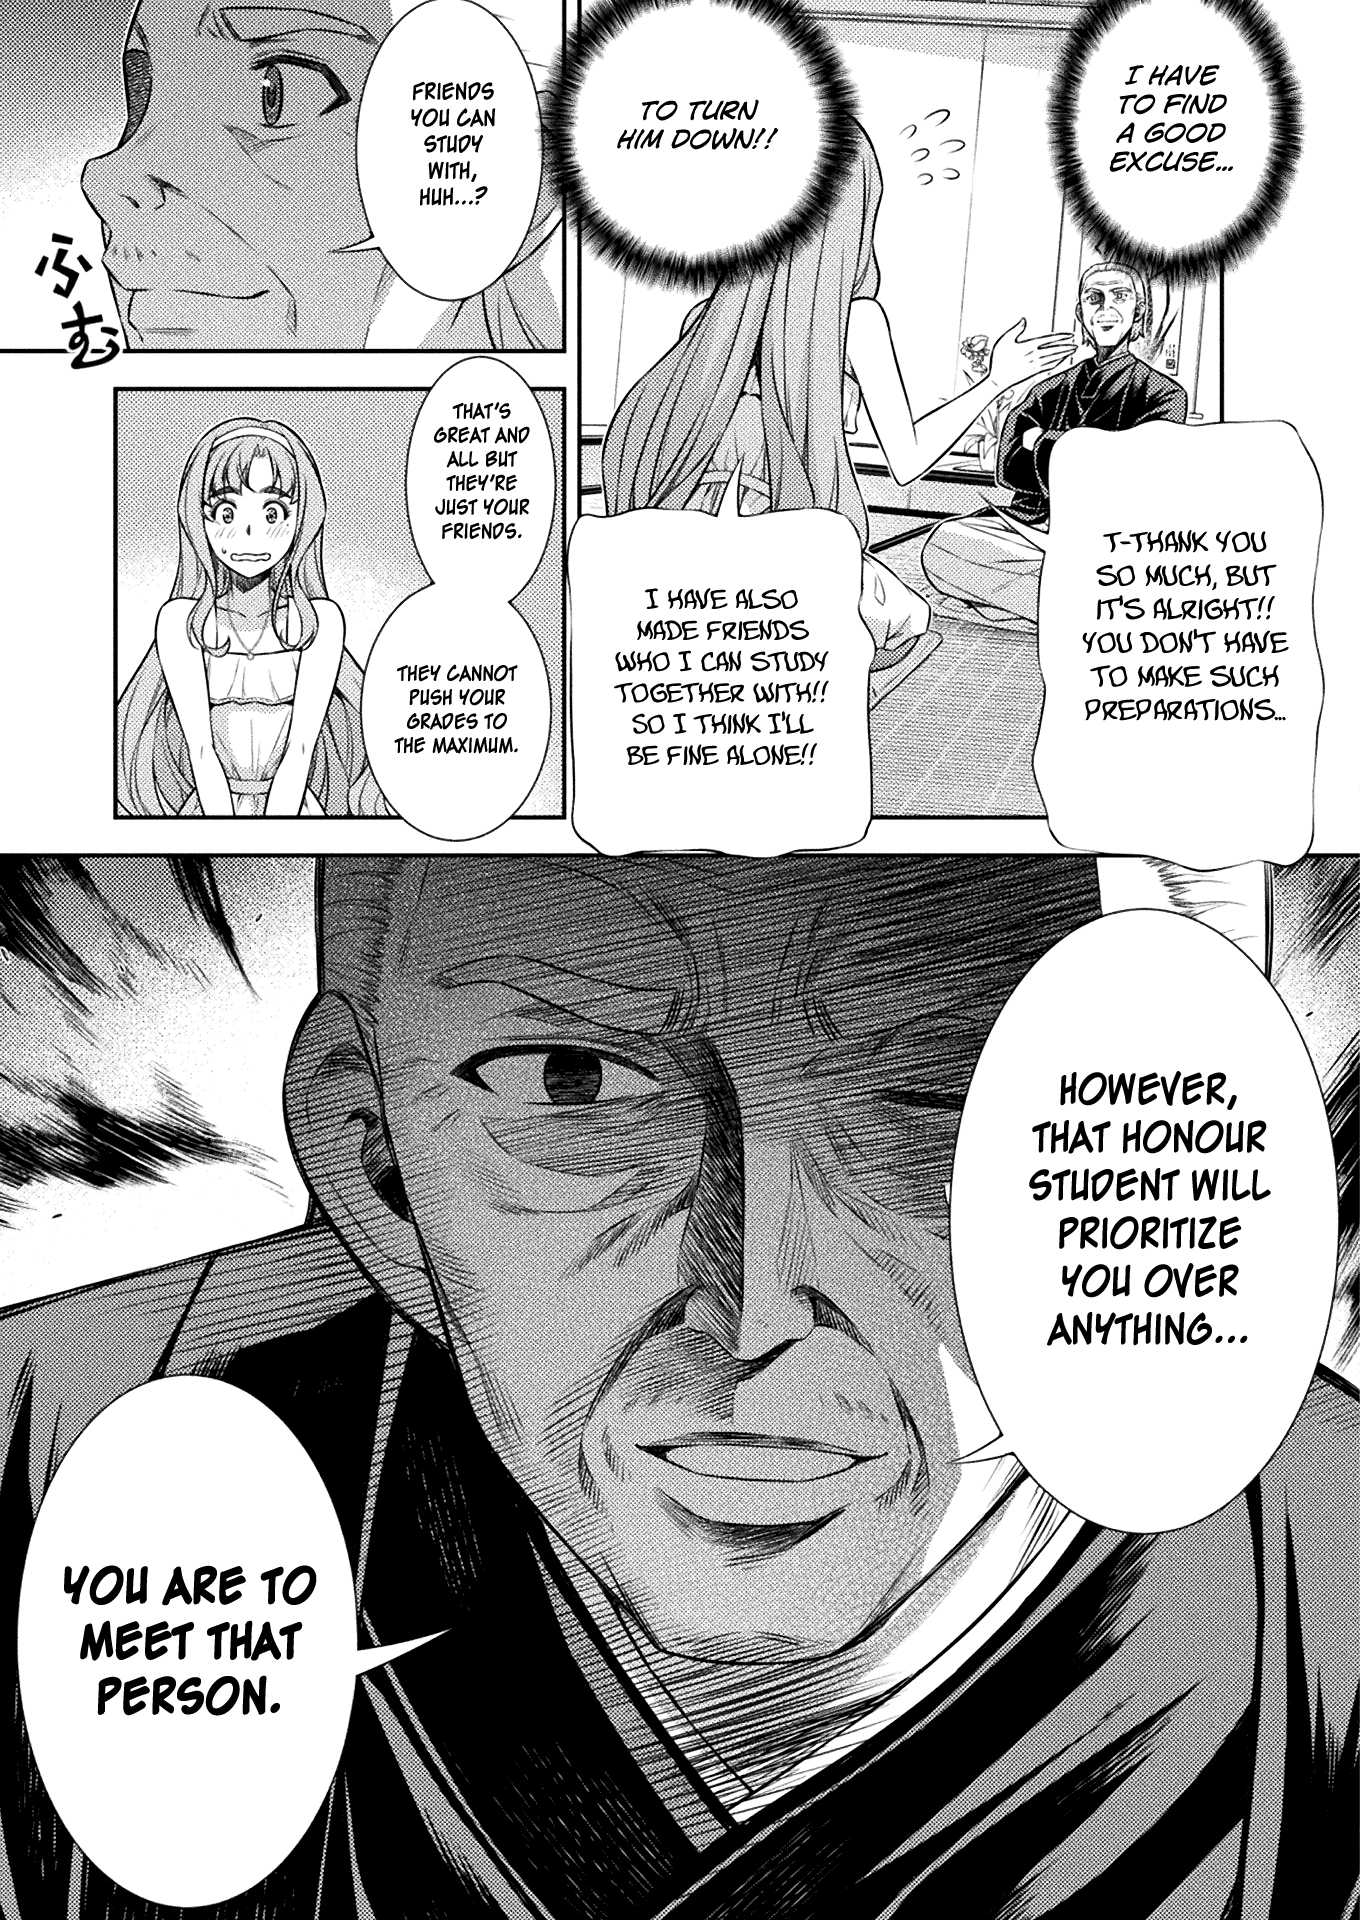 I HAVE
TO FIND
A GOOD
EXCUSE...
TO TURN
HIM DOWN!!
T-THANK YOU
SO MUCH, BUT
IT'S ALRIGHT!!
YOU DON'T HAVE
TO MAKE SUCH
PREPARATIONS...
I HAVE ALSO
MADE FRIENDS
WHO I CAN STUDY
TOGETHER WITH!!
SO I THINK I'LL
BE FINE ALONE!!
FRIENDS
YOU CAN
STUDY
WITH,
HUH...?
ふぅむ
THAT'S
GREAT AND
ALL BUT
THEY'RE
JUST YOUR
FRIENDS.
THEY CANNOT
PUSH YOUR
GRADES TO
THE MAXIMUM.
HOWEVER,
THAT HONOUR
STUDENT WILL
PRIORITIZE
YOU OVER
ANYTHING...
YOU ARE TO
MEET THAT
PERSON.